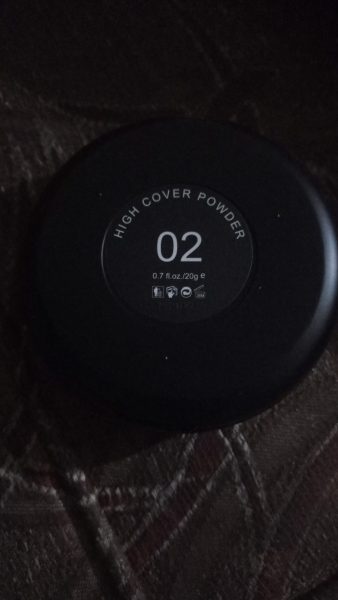 HIGH COVER POWDER
02
0.7 fl.oz./20g e